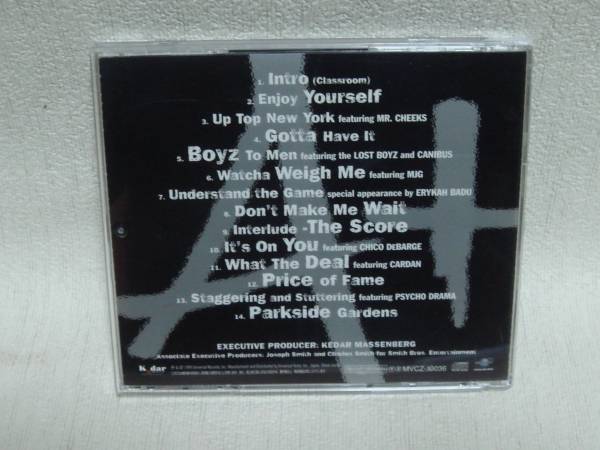 A+
1. Intro (Classroom)
2. Enjoy Yourself
3. Up Top New York featuring MR. CHEEKS
4. Gotta Have It
5. Boyz To Men featuring the LOST BOYZ and CANIBUS
6. Watcha Weigh Me featuring MJG
7. Understand the Game special appearance by ERYKAH BADU
8. Don't Make Me Wait
9. Interlude -The Score
10. It's On You featuring CHICO DEBARGE
11. What The Deal featuring CARDAN
12. Price of Fame
13. Staggering and Stuttering featuring PSYCHO DRAMA
14. Parkside Gardens
EXECUTIVE PRODUCER: KEDAR MASSENBERG
Associate Executive Producers: Joseph Smith and Charles Smith for Smith Bros. Entertainment
Kedar
MVCZ-10036